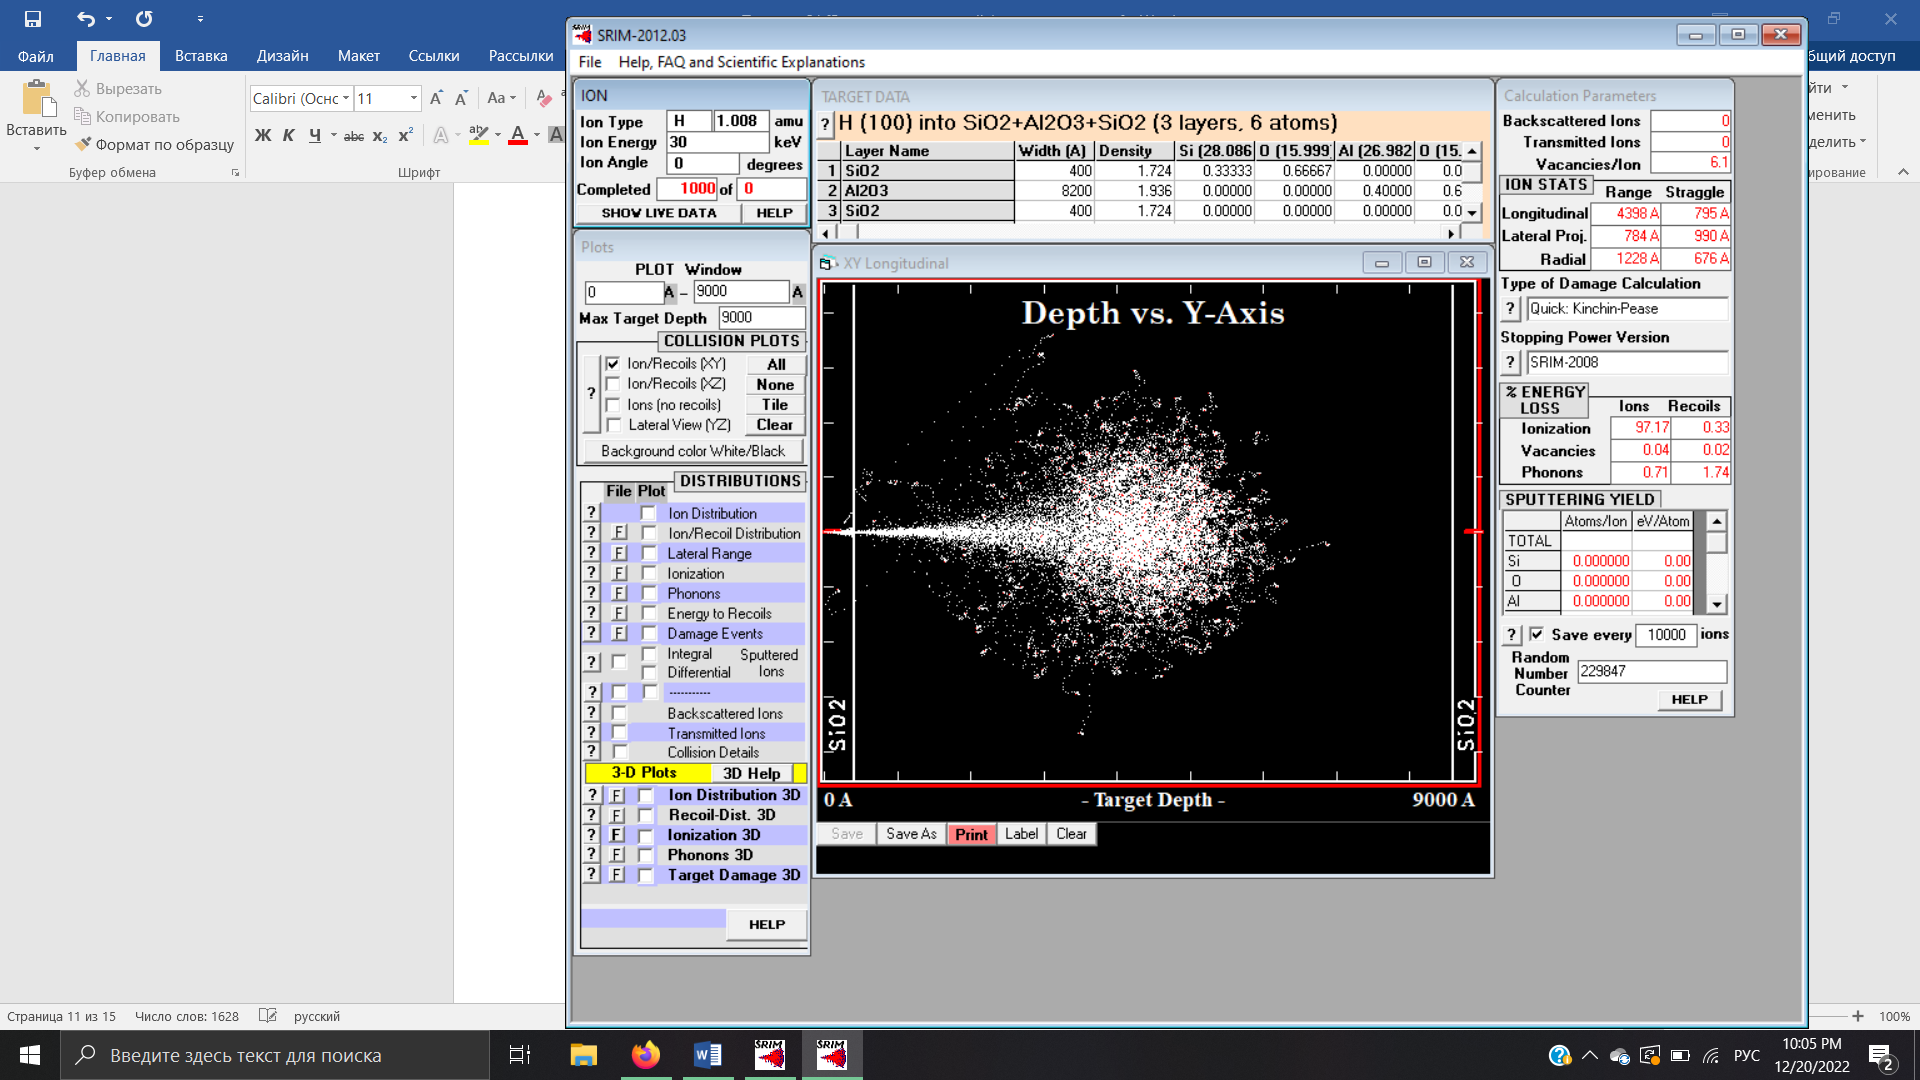 SRIM-2012.03
File Help, FAQ and Scientific Explanations
Файл Главная Вставка Дизайн Макет Ссылки Рассылки
бщий доступ
Вставить
Вырезать
Копировать
Формат по образцу
Буфер обмена
Calibri (Оснс 11
Ж К Ч abc x₂ x²
Шрифт
ION
Ion Type H 1.008 amu
Ion Energy 30 keV
Ion Angle 0 degrees
Completed 1000 of 0
SHOW LIVE DATA HELP
TARGET DATA
? H (100) into SiO2+Al2O3+SiO2 (3 layers, 6 atoms)
Layer Name Width (A) Density Si (28.086 O (15.999 Al (26.982 O (15.
1 SiO2 400 1.724 0.33333 0.66667 0.00000 0.0
2 Al2O3 8200 1.936 0.00000 0.00000 0.40000 0.6
3 SiO2 400 1.724 0.00000 0.00000 0.00000 0.0
Plots
PLOT Window
0 A - 9000 A
Max Target Depth 9000
COLLISION PLOTS
?
Ion/Recoils (XY) All
Ion/Recoils (XZ) None
Ions (no recoils) Tile
Lateral View (YZ) Clear
Background color White/Black
DISTRIBUTIONS
File Plot
? Ion Distribution
? F Ion/Recoil Distribution
? F Lateral Range
? F Ionization
? F Phonons
? F Energy to Recoils
? F Damage Events
? Integral Sputtered
Differential Ions
? -----------
? Backscattered Ions
? Transmitted Ions
? Collision Details
3-D Plots 3D Help
? F Ion Distribution 3D
? F Recoil-Dist. 3D
? F Ionization 3D
? F Phonons 3D
? F Target Damage 3D
HELP
XY Longitudinal
Depth vs. Y-Axis
SiO2
SiO2
0 A - Target Depth - 9000 A
Save Save As Print Label Clear
Calculation Parameters
Backscattered Ions 0
Transmitted Ions 0
Vacancies/Ion 6.1
ION STATS Range Straggle
Longitudinal 4398 A 795 A
Lateral Proj. 784 A 990 A
Radial 1228 A 676 A
Type of Damage Calculation
? Quick: Kinchin-Pease
Stopping Power Version
? SRIM-2008
% ENERGY LOSS Ions Recoils
Ionization 97.17 0.33
Vacancies 0.04 0.02
Phonons 0.71 1.74
SPUTTERING YIELD
Atoms/Ion eV/Atom
TOTAL
Si 0.000000 0.00
O 0.000000 0.00
Al 0.000000 0.00
? Save every 10000 ions
Random Number Counter 229847
HELP
Страница 11 из 15 Число слов: 1628 русский
100%
Введите здесь текст для поиска
SRIM
SRIM
РУС
10:05 PM
12/20/2022
2